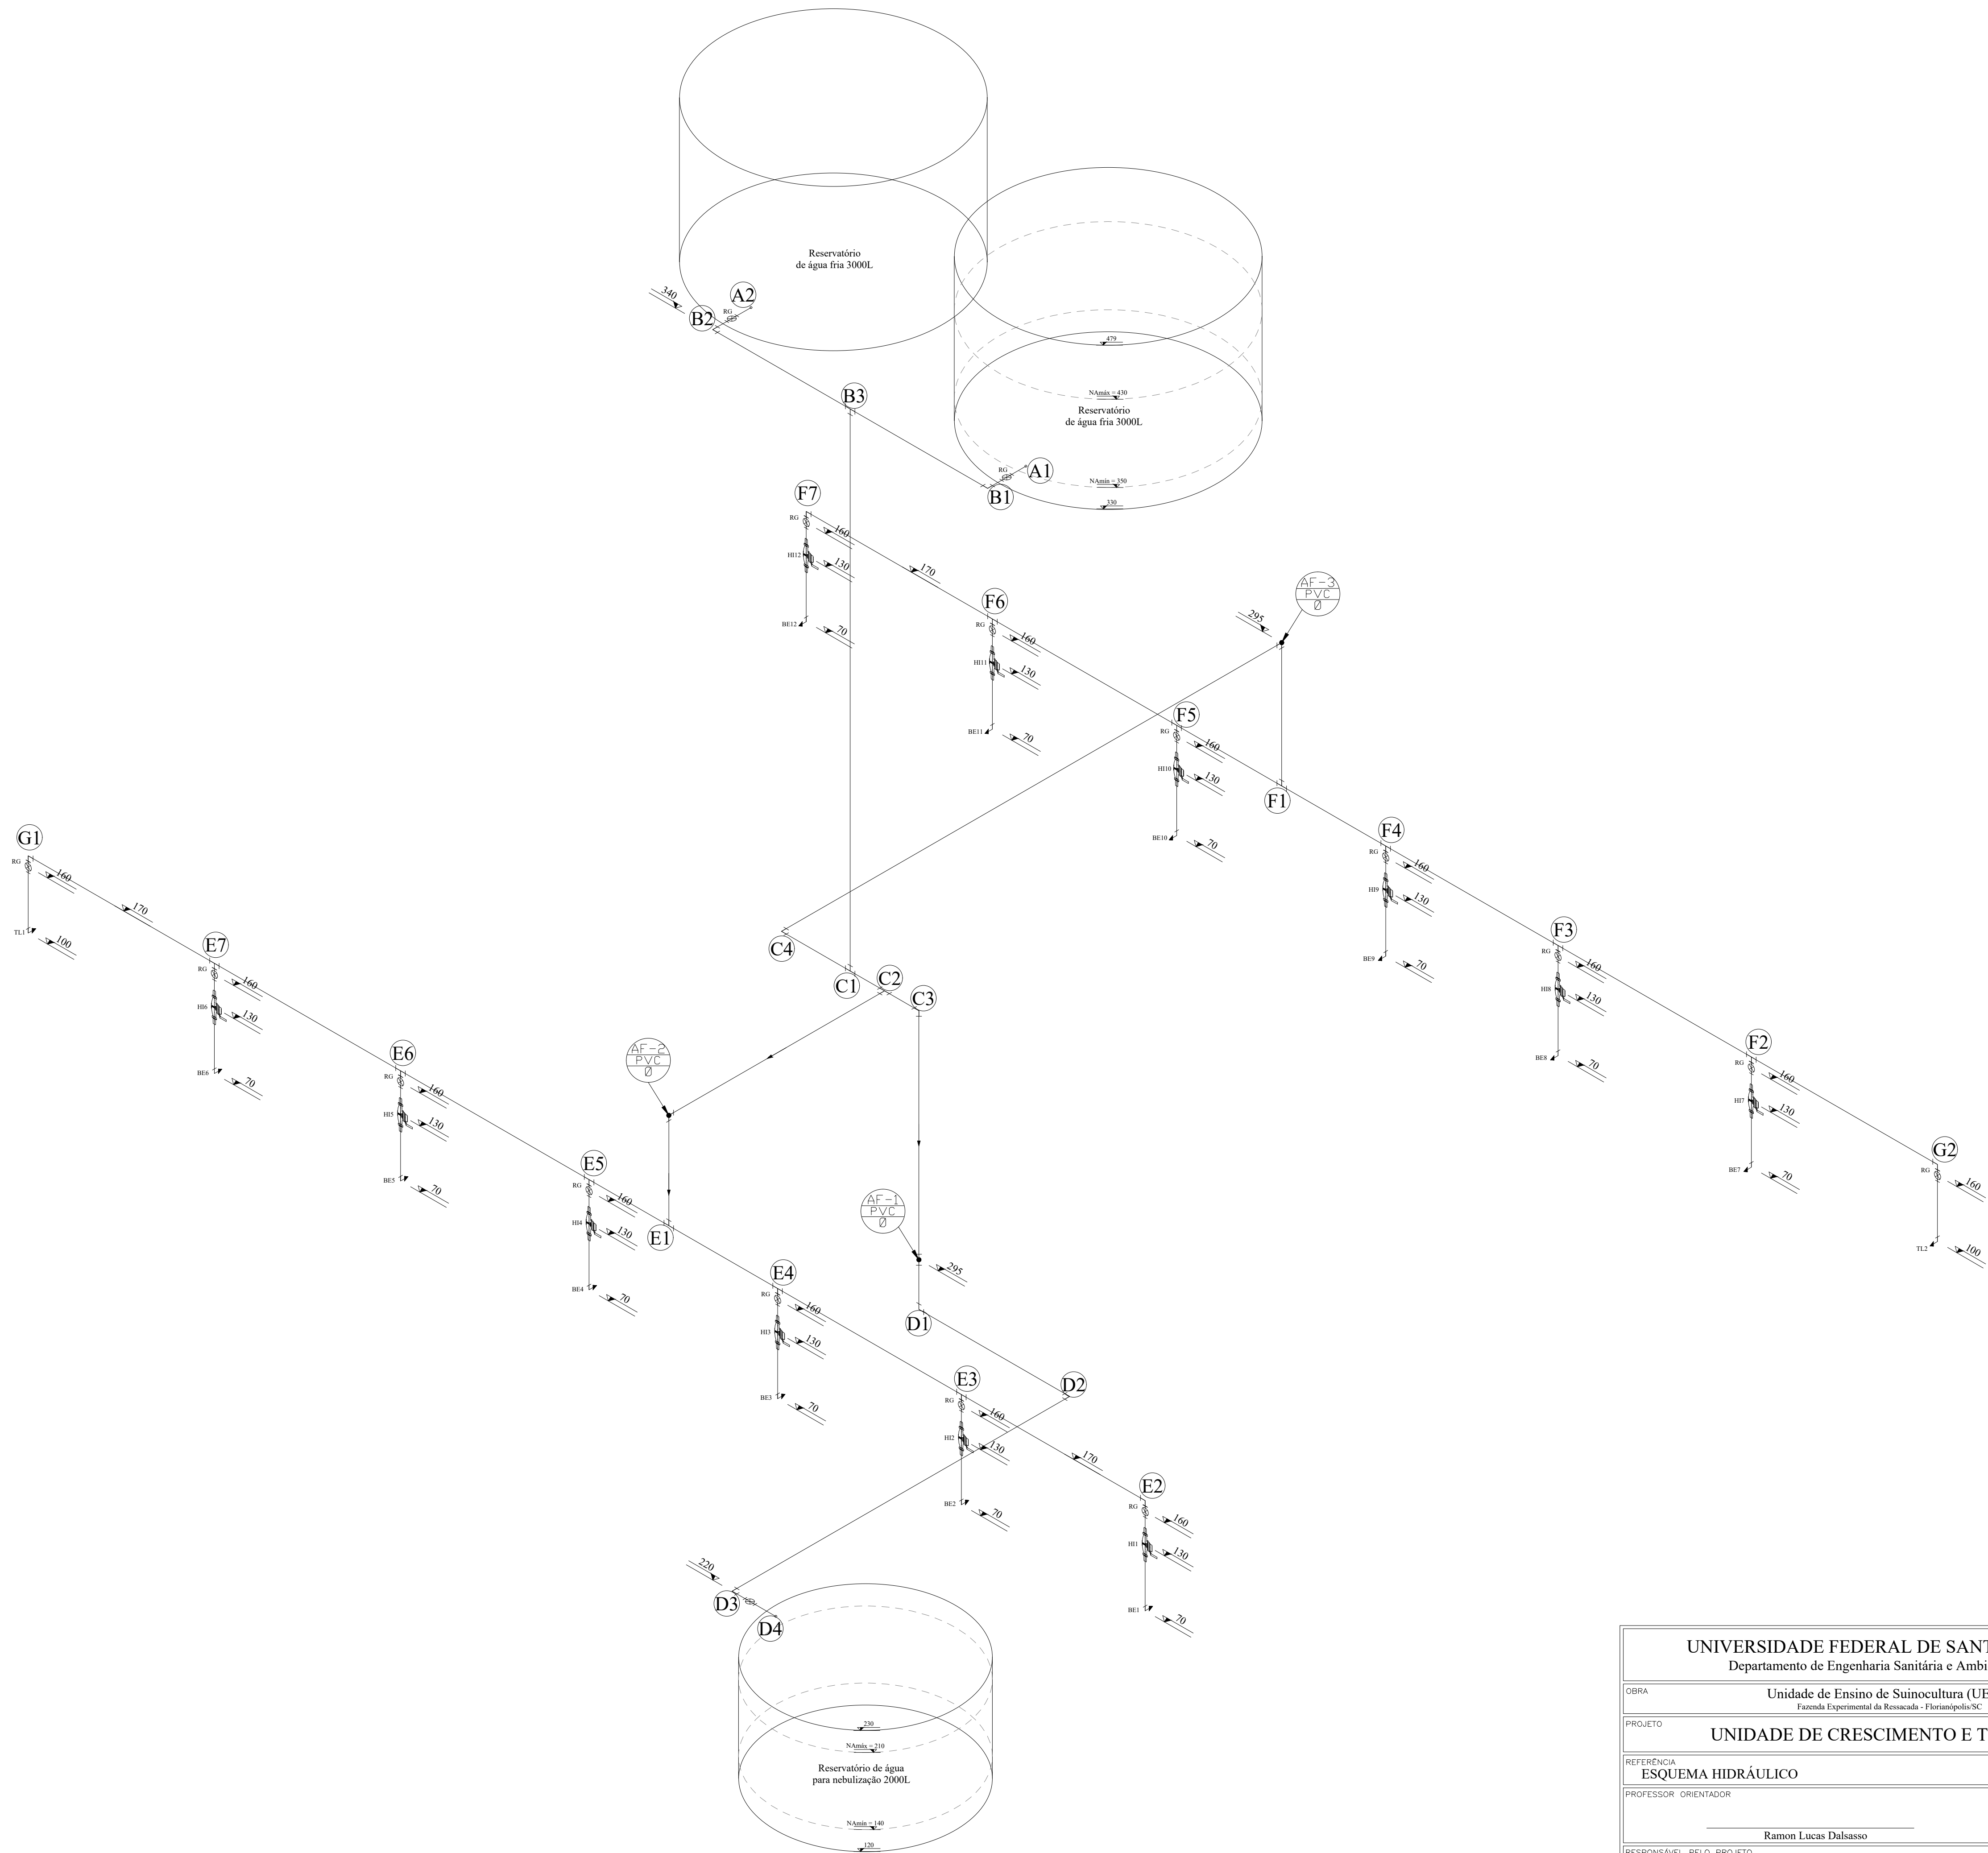 Reservatório
de água fria 3000L
340
A2
RG
B2
479
NAmáx = 430
Reservatório
de água fria 3000L
B3
RG
A1
NAmin = 350
B1
330
F7
RG
160
HI12
130
170
BE12
70
F6
RG
160
HI11
130
BE11
70
AF-3
PVC
Ø
295
F5
RG
160
HI10
130
BE10
70
F1
F4
RG
160
HI9
130
BE9
70
G1
RG
160
170
TL1
100
E7
RG
160
HI6
130
BE6
70
C4
C1
C2
C3
F3
RG
160
HI8
130
BE8
70
AF-2
PVC
Ø
E6
RG
160
HI5
130
BE5
70
F2
RG
160
HI7
130
BE7
70
E5
RG
160
HI4
130
BE4
70
E1
AF-1
PVC
Ø
295
G2
RG
160
TL2
100
E4
RG
160
HI3
130
BE3
70
D1
D2
E3
RG
160
HI2
130
BE2
70
170
E2
RG
160
HI1
130
BE1
70
220
D3
D4
230
NAmáx = 210
Reservatório de água
para nebulização 2000L
NAmin = 140
120
UNIVERSIDADE FEDERAL DE SANT
Departamento de Engenharia Sanitária e Ambi
OBRA
Unidade de Ensino de Suinocultura (UE
Fazenda Experimental da Ressacada - Florianópolis/SC
PROJETO
UNIDADE DE CRESCIMENTO E T
REFERÊNCIA
ESQUEMA HIDRÁULICO
PROFESSOR ORIENTADOR
Ramon Lucas Dalsasso
RESPONSÁVEL PELO PROJETO